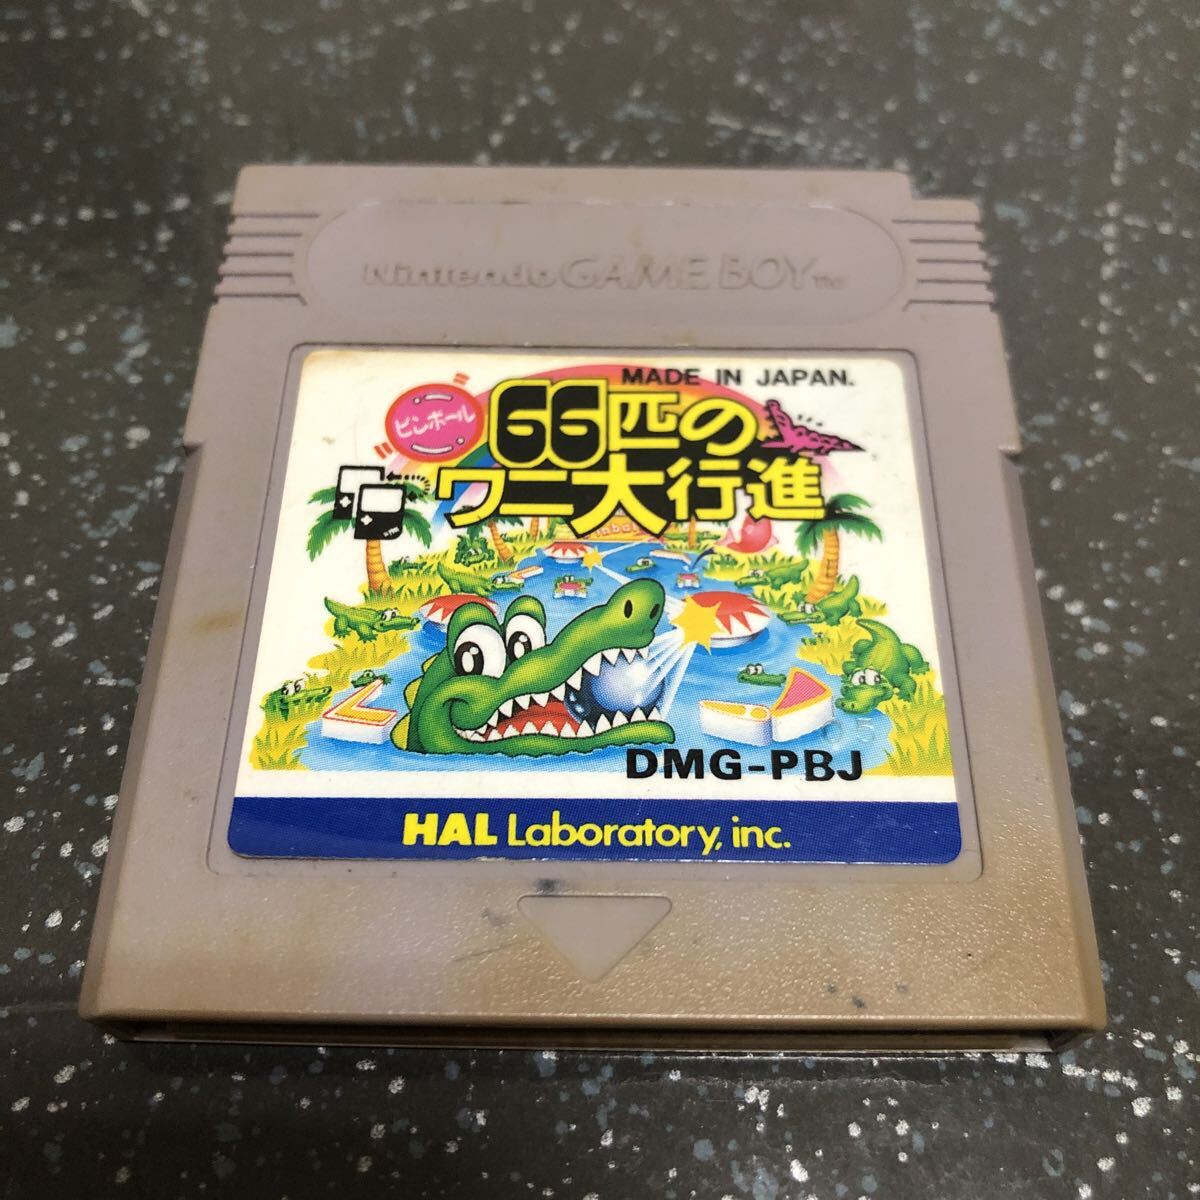 Nintendo GAME BOY TM
MADE IN JAPAN.
ピンボール
66匹の
ワニ大行進
DMG-PBJ
HAL Laboratory, inc.